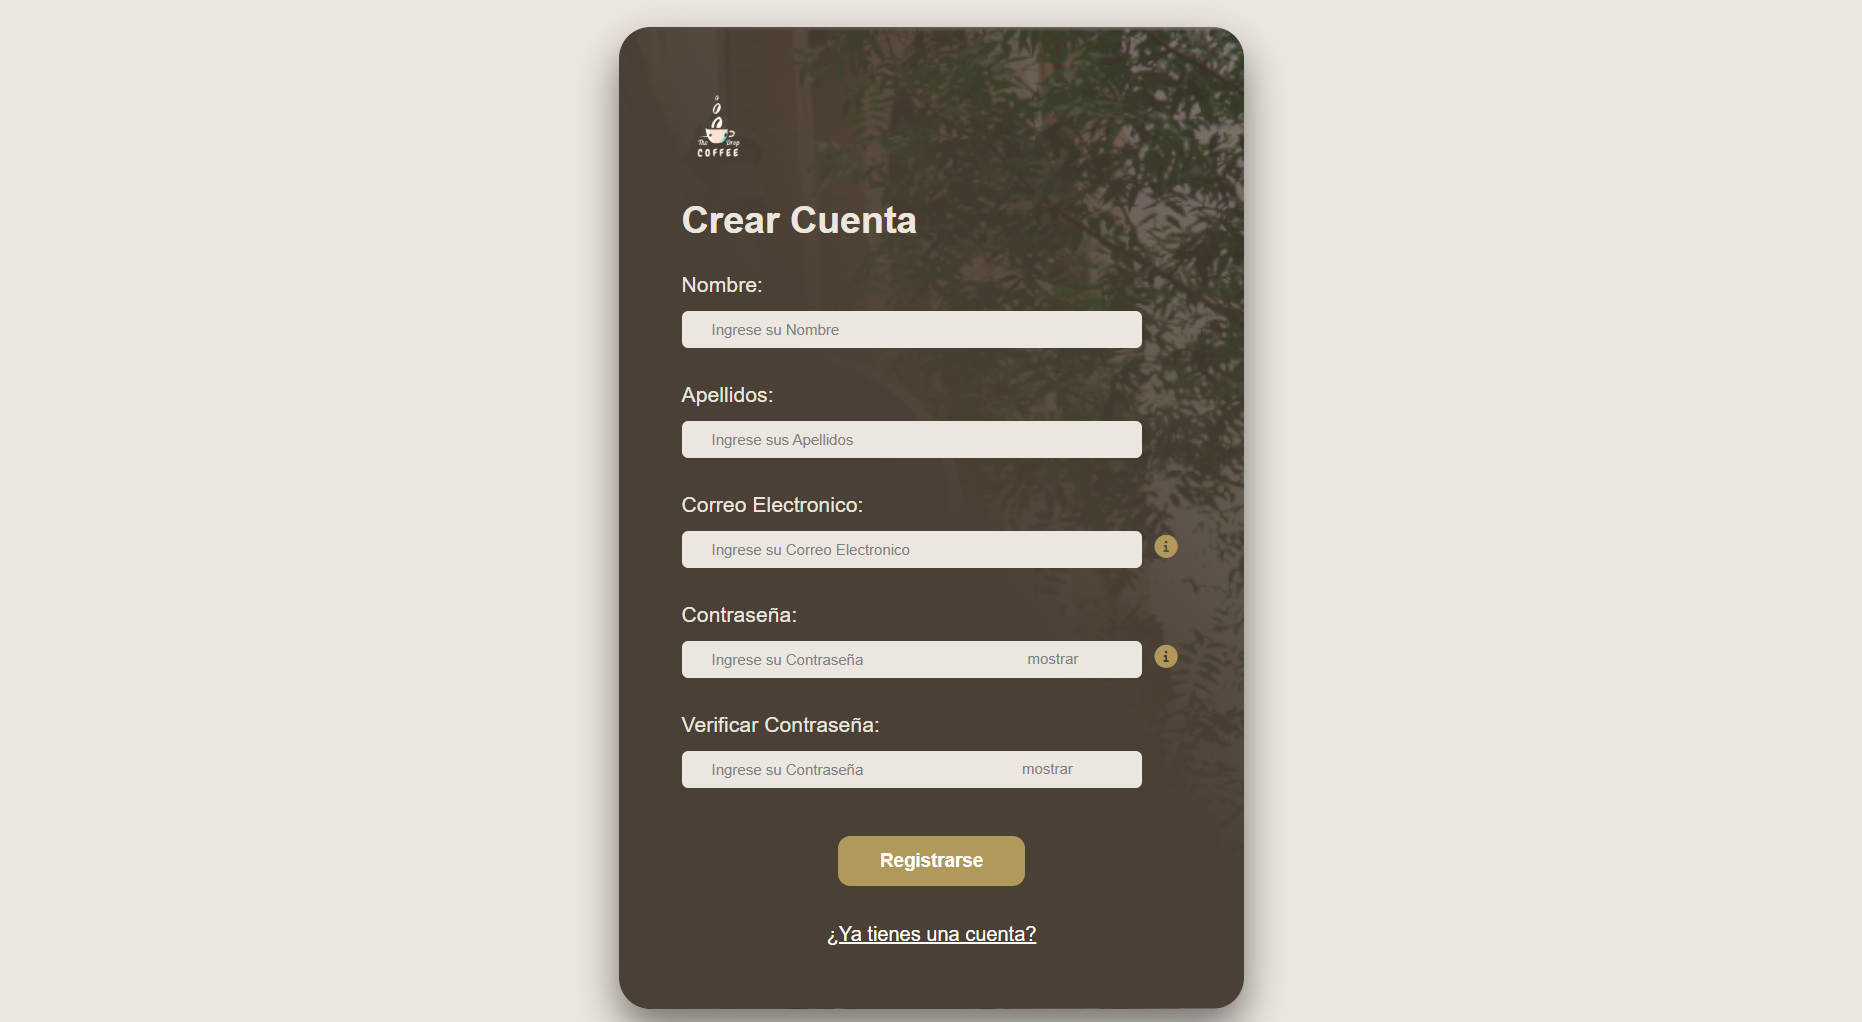 The Drop
COFFEE
Crear Cuenta
Nombre:
Ingrese su Nombre
Apellidos:
Ingrese sus Apellidos
Correo Electronico:
Ingrese su Correo Electronico
Contraseña:
Ingrese su Contraseña mostrar
Verificar Contraseña:
Ingrese su Contraseña mostrar
Registrarse
¿Ya tienes una cuenta?